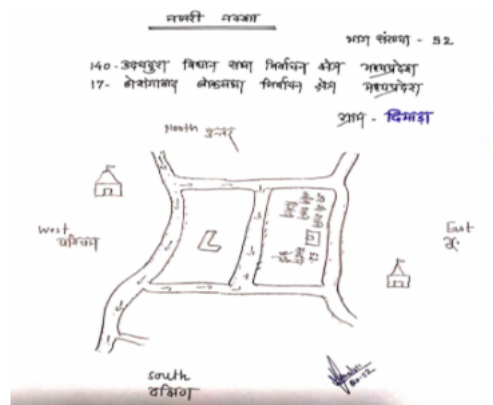 नजरी नक्शा
भाग संख्या - 52
140- उदयपुरा विधान सभा निर्वाचन क्षेत्र मध्यप्रदेश
17- होशंगाबाद लोकसभा निर्वाचन क्षेत्र मध्यप्रदेश
ग्राम - दिमाड़ा
North उत्तर
West
पश्चिम
East
पू.
South
दक्षिण